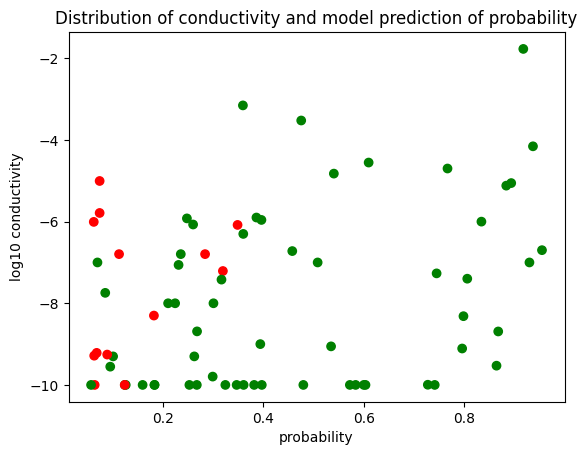 Distribution of conductivity and model prediction of probability
log10 conductivity
−2
−4
−6
−8
−10
0.2 0.4 0.6 0.8
probability